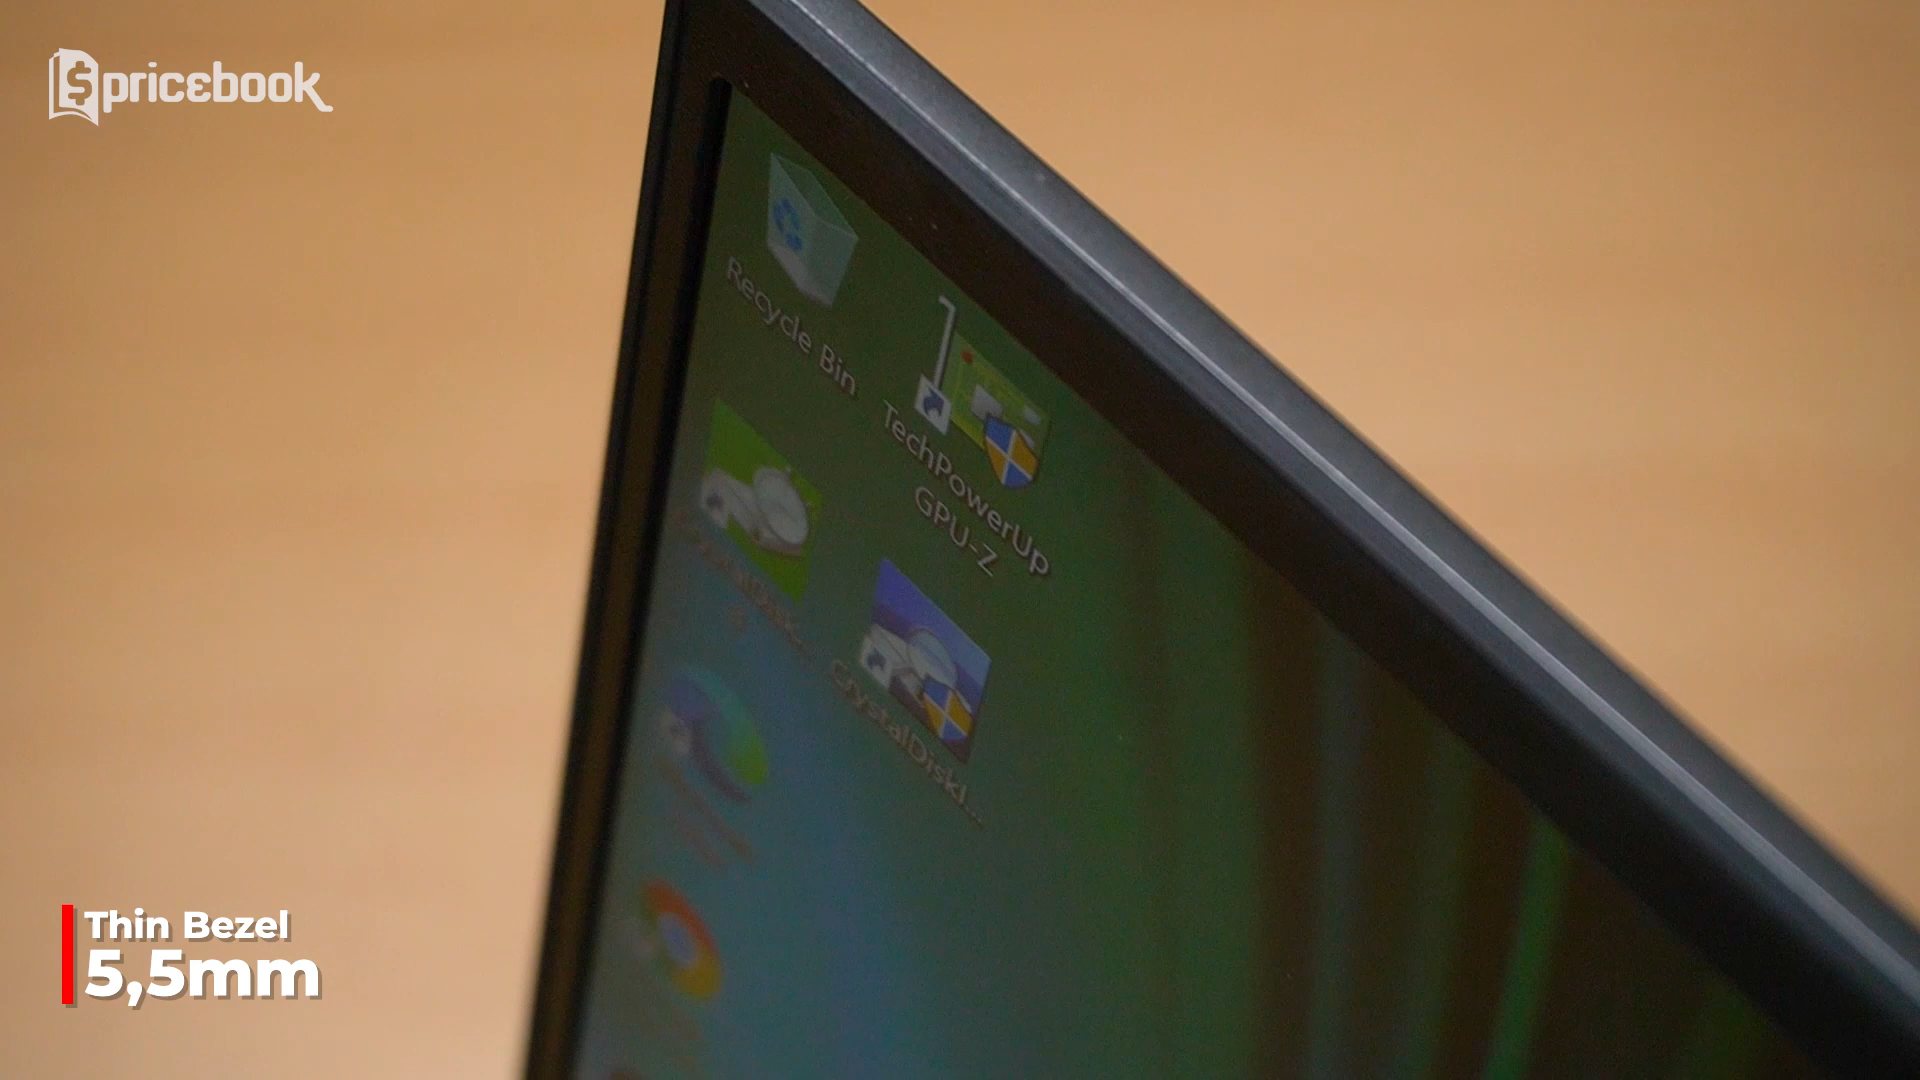 pricebook
Recycle Bin
TechPowerUp
GPU-Z
CrystalDiskI...
Thin Bezel
5,5mm